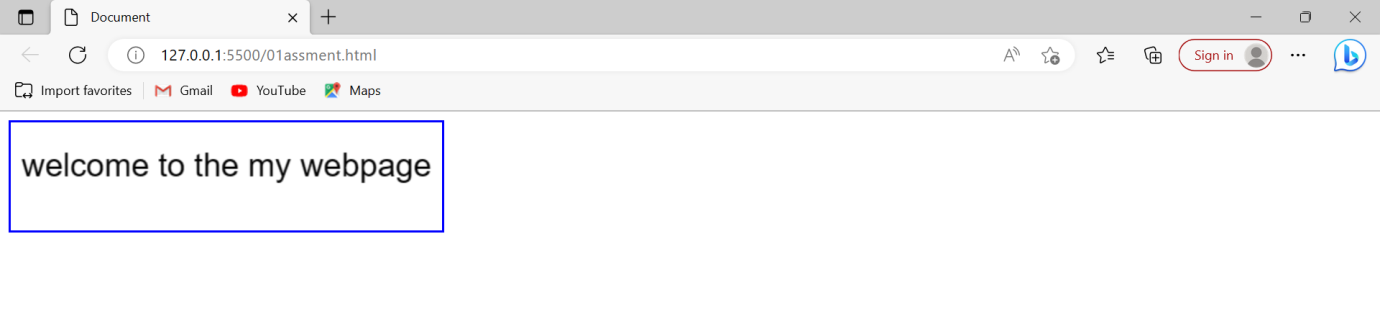 Document
127.0.0.1:5500/01assment.html
A
Sign in
Import favorites Gmail YouTube Maps
welcome to the my webpage